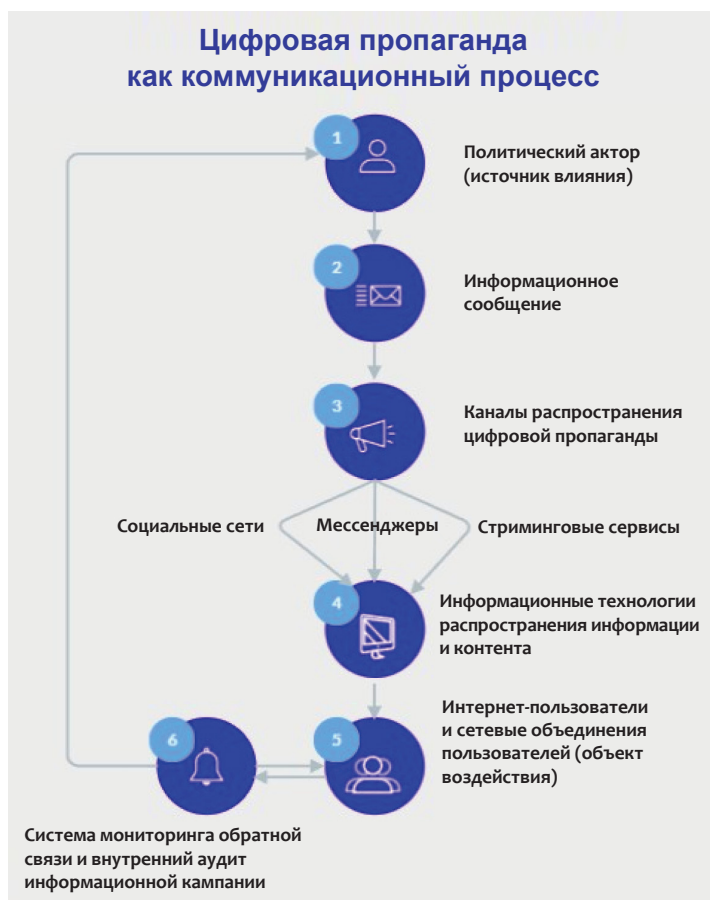 Цифровая пропаганда
как коммуникационный процесс
1
Политический актор
(источник влияния)
2
Информационное
сообщение
3
Каналы распространения
цифровой пропаганды
Социальные сети
Мессенджеры
Стриминговые сервисы
4
Информационные технологии
распространения информации
и контента
5
Интернет-пользователи
и сетевые объединения
пользователей (объект
воздействия)
6
Система мониторинга обратной
связи и внутренний аудит
информационной кампании